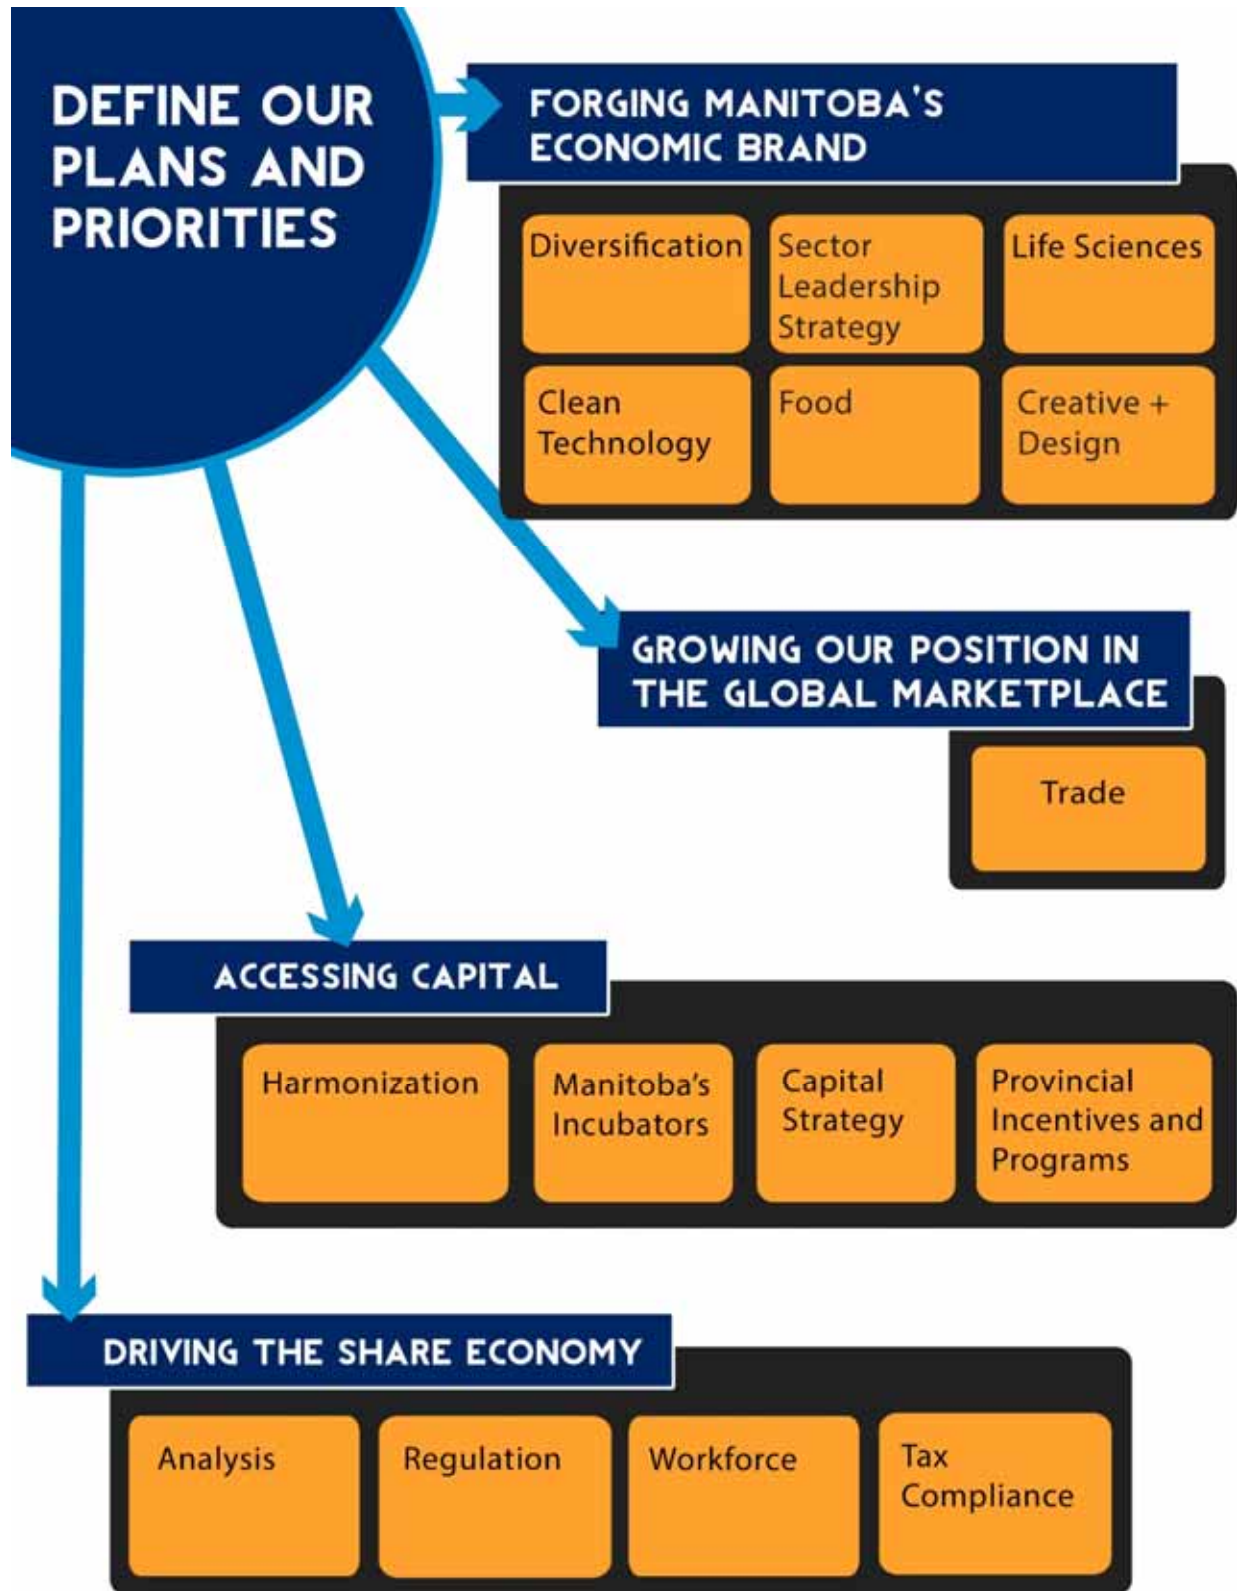 DEFINE OUR
PLANS AND
PRIORITIES
FORGING MANITOBA'S
ECONOMIC BRAND
Diversification
Sector
Leadership
Strategy
Life Sciences
Clean
Technology
Food
Creative +
Design
GROWING OUR POSITION IN
THE GLOBAL MARKETPLACE
Trade
ACCESSING CAPITAL
Harmonization
Manitoba's
Incubators
Capital
Strategy
Provincial
Incentives and
Programs
DRIVING THE SHARE ECONOMY
Analysis
Regulation
Workforce
Tax
Compliance